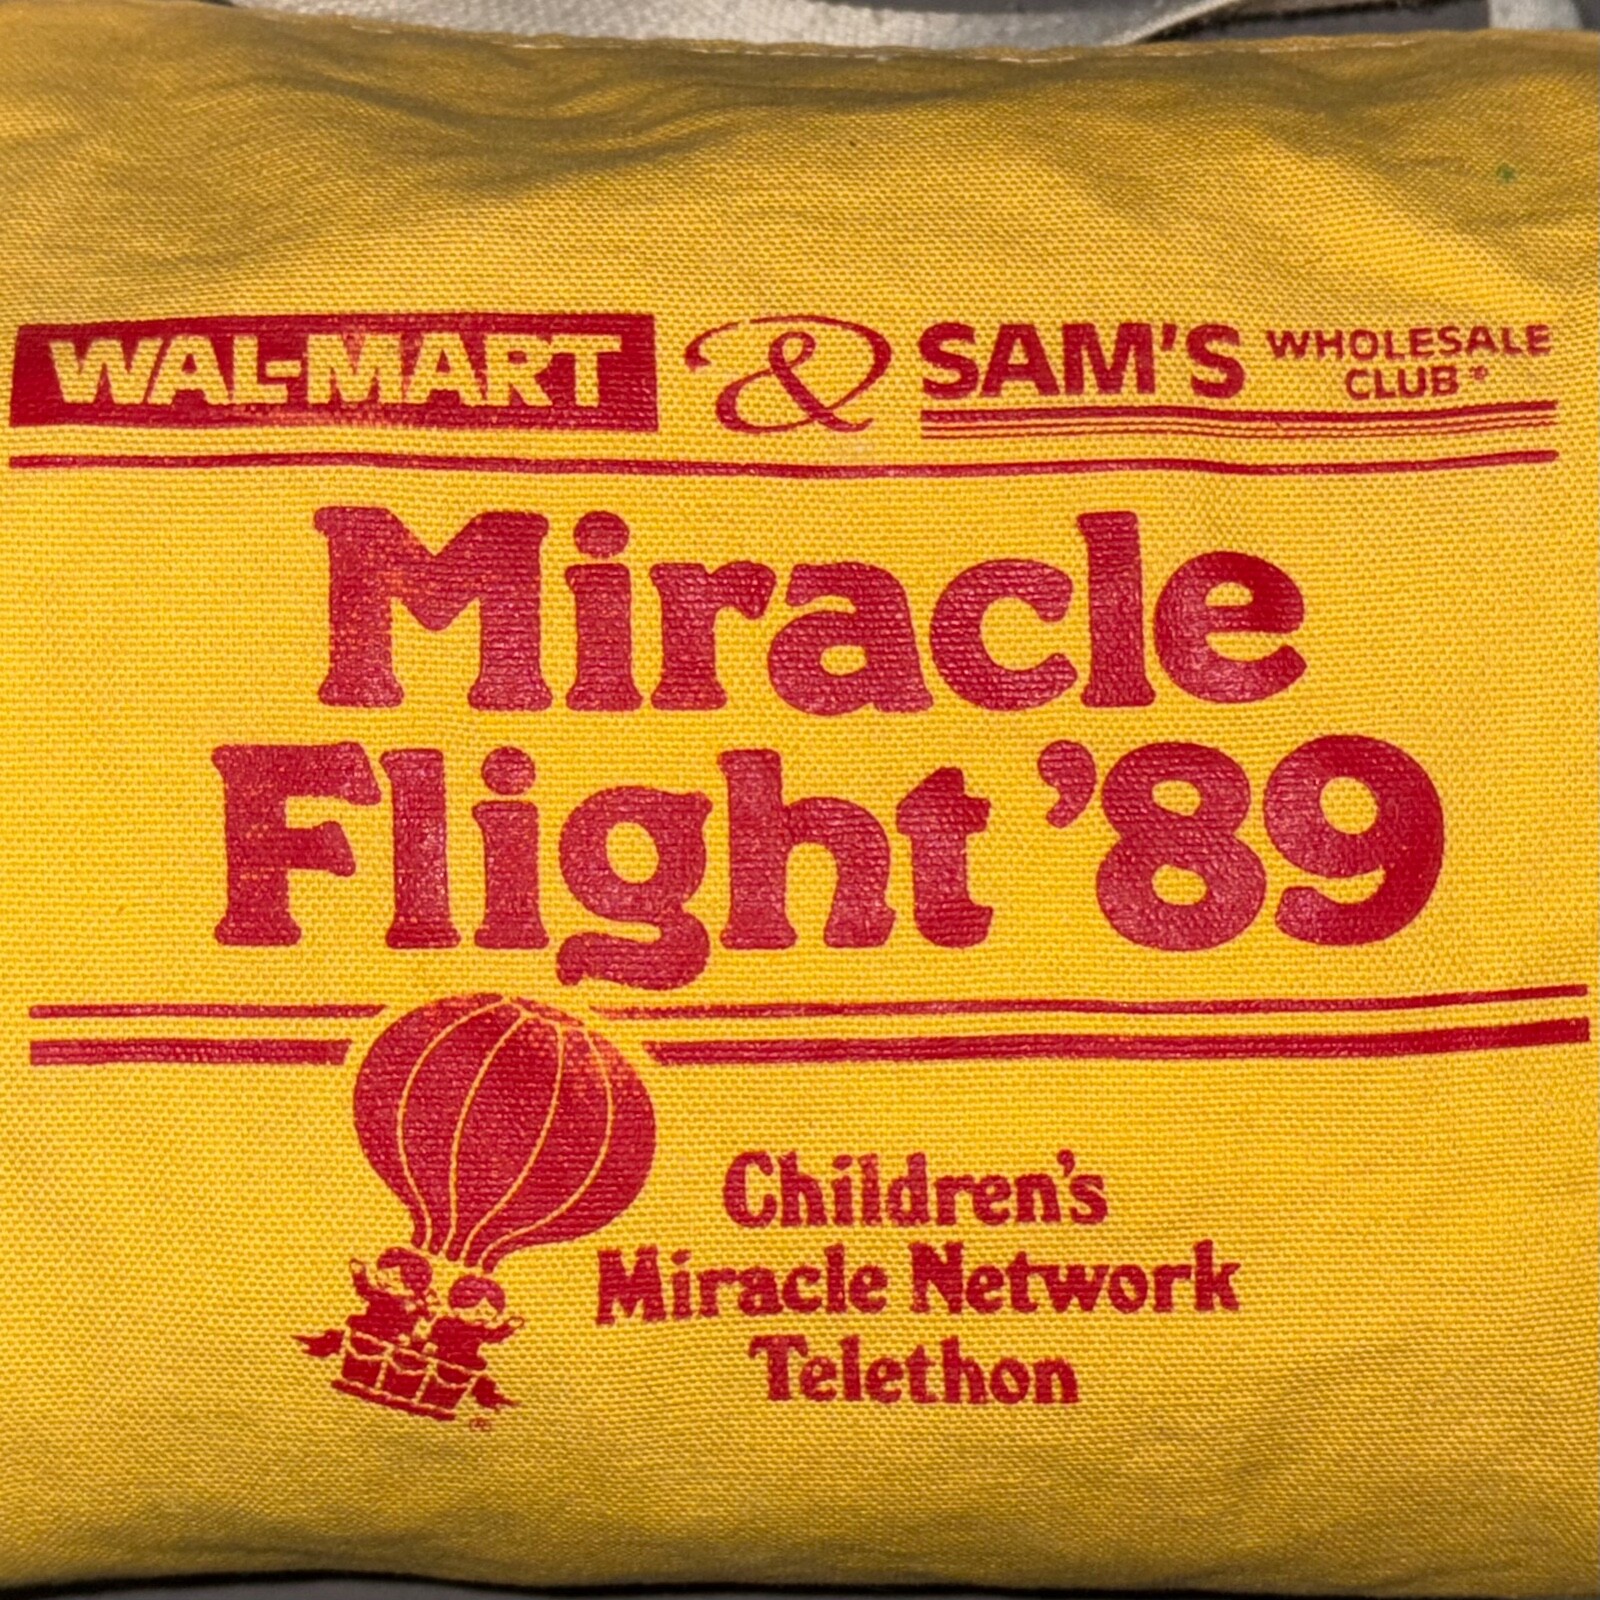 WAL-MART & SAM'S WHOLESALE CLUB®
Miracle
Flight '89
Children's
Miracle Network
Telethon
®